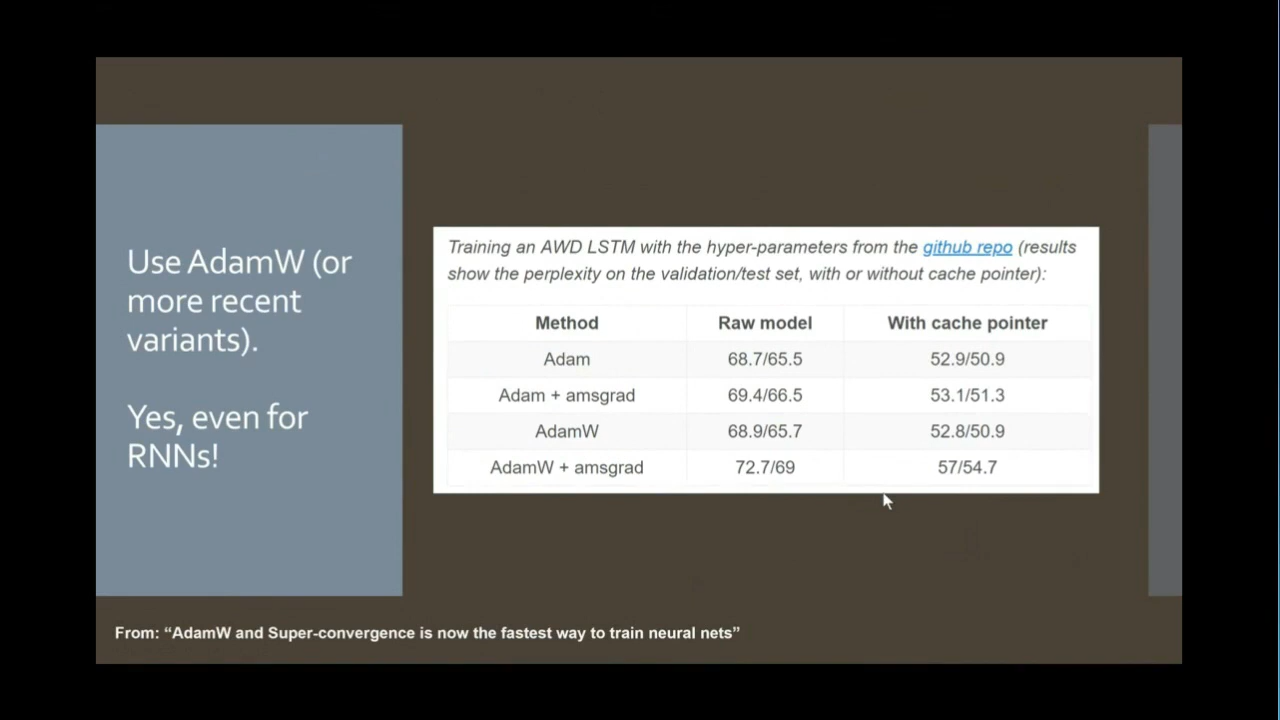 Use AdamW (or
more recent
variants).
Yes, even for
RNNs!
Training an AWD LSTM with the hyper-parameters from the github repo (results
show the perplexity on the validation/test set, with or without cache pointer):
Method Raw model With cache pointer
Adam 68.7/65.5 52.9/50.9
Adam + amsgrad 69.4/66.5 53.1/51.3
AdamW 68.9/65.7 52.8/50.9
AdamW + amsgrad 72.7/69 57/54.7
From: “AdamW and Super-convergence is now the fastest way to train neural nets”